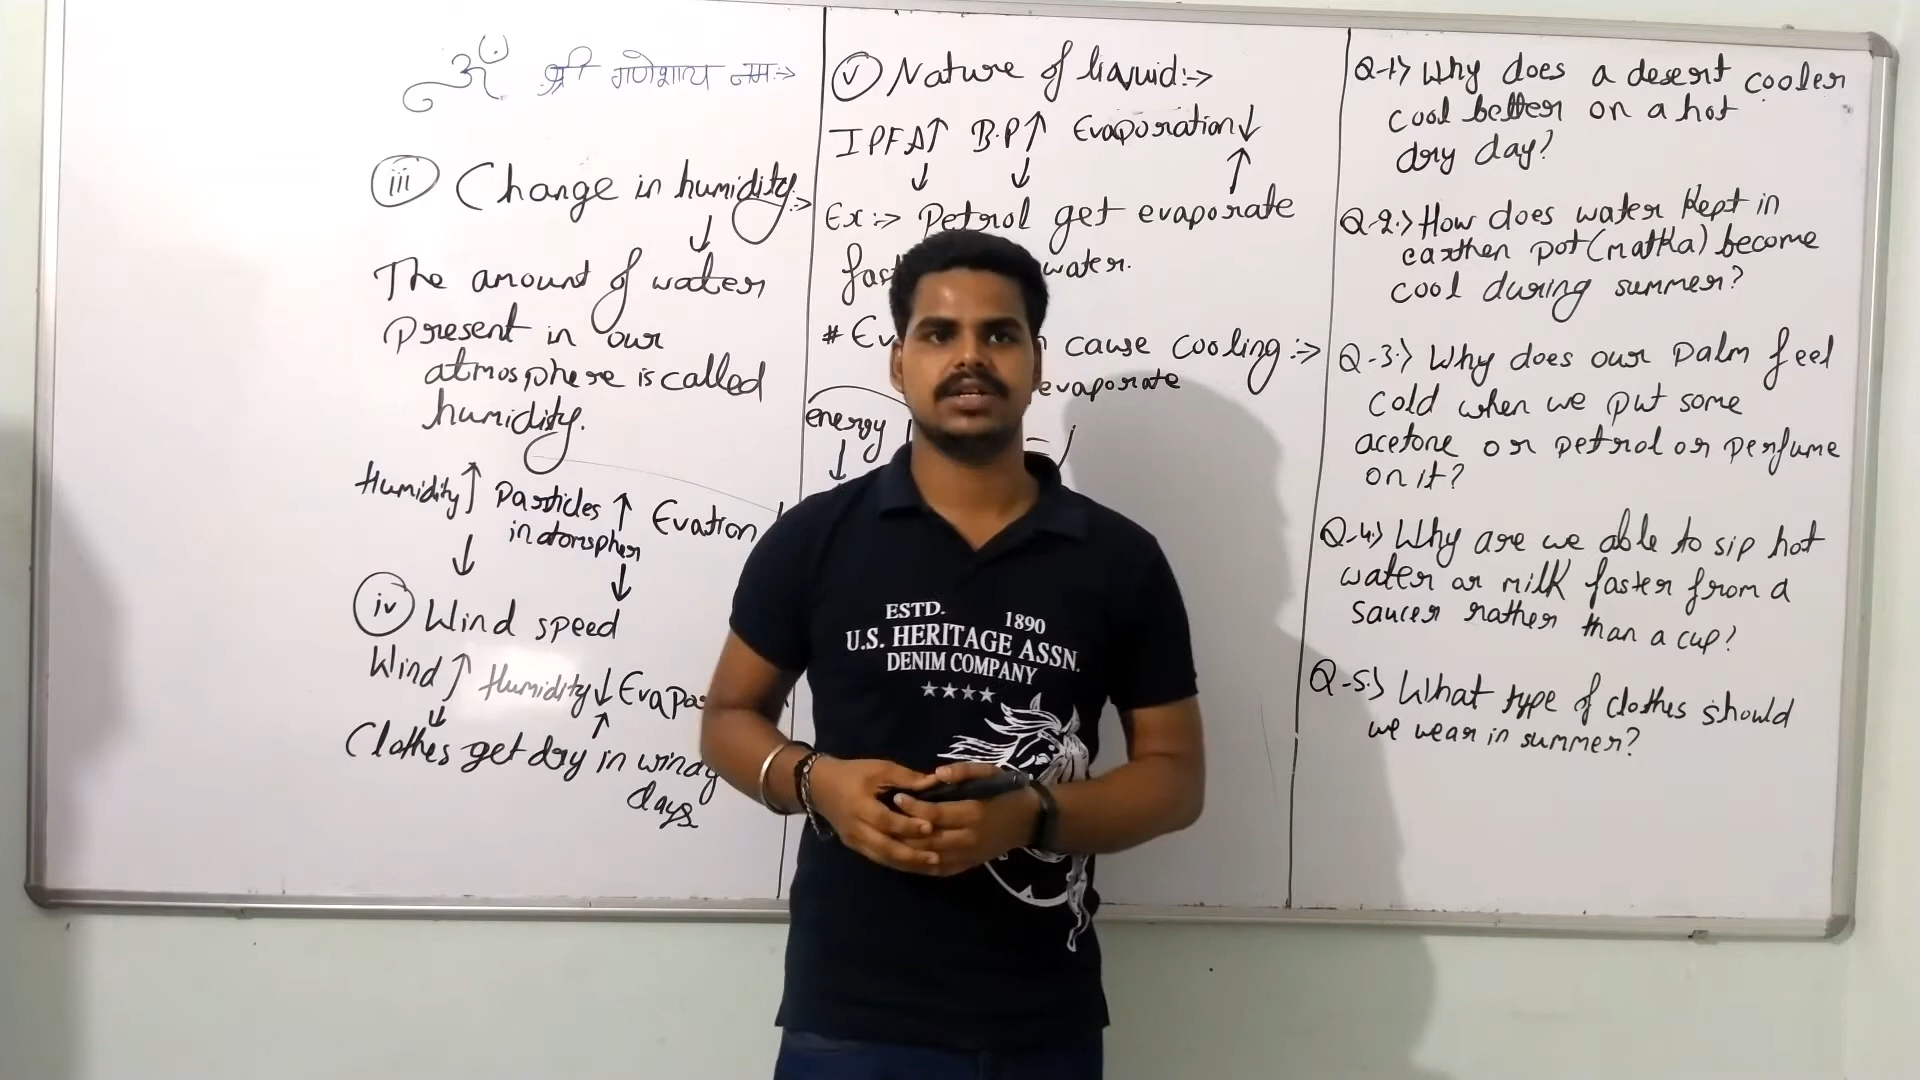 ॐ श्री गणेशाय नमः:->
iii Change in humidity:->
The amount of water
present in our
atmosphere is called
humidity.
Humidity↑ Particles ↑ Evation
in atomspher
iv Wind speed
Wind↑ Humidity↓ Evapo
Clothes get dry in windy
days
v Nature of liquid:->
IPFA↑ B.P↑ Evaporation↓
Ex:-> Petrol get evaporate
fas water.
# Ev cause cooling:->
evaporate
energy
Q-1> Why does a desert cooler
cool better on a hot
dry day?
Q-2.> How does water kept in
earthen pot (matka) become
cool during summer?
Q-3.> Why does our palm feel
cold when we put some
acetone or petrol or perfume
on it?
Q-4.> Why are we able to sip hot
water or milk faster from a
saucer rather than a cup?
Q-5.> What type of clothes should
we wear in summer?
ESTD. 1890
U.S. HERITAGE ASSN.
DENIM COMPANY